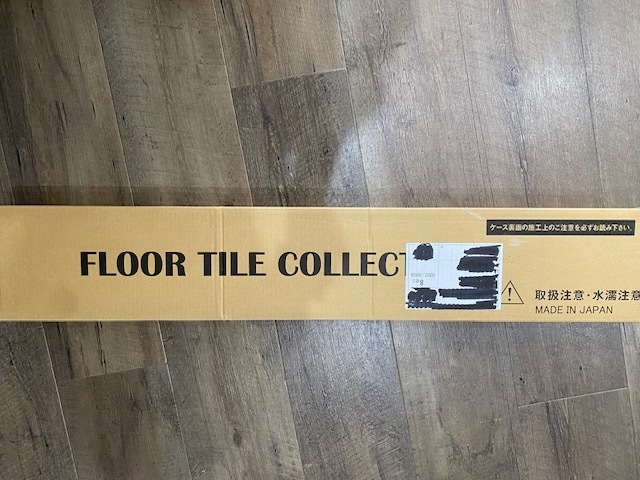 ケース裏面の施工上のご注意を必ずお読み下さい。
FLOOR TILE COLLECT
取扱注意・水濡注意
MADE IN JAPAN